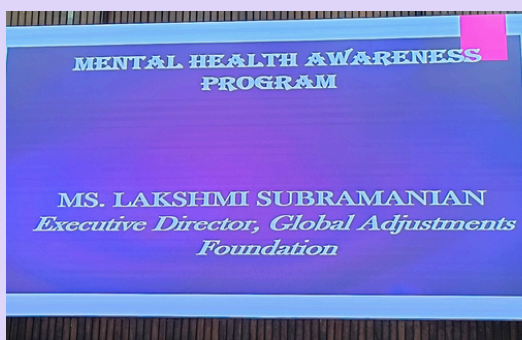 MENTAL HEALTH AWARENESS
PROGRAM
MS. LAKSHMI SUBRAMANIAN
Executive Director, Global Adjustments
Foundation